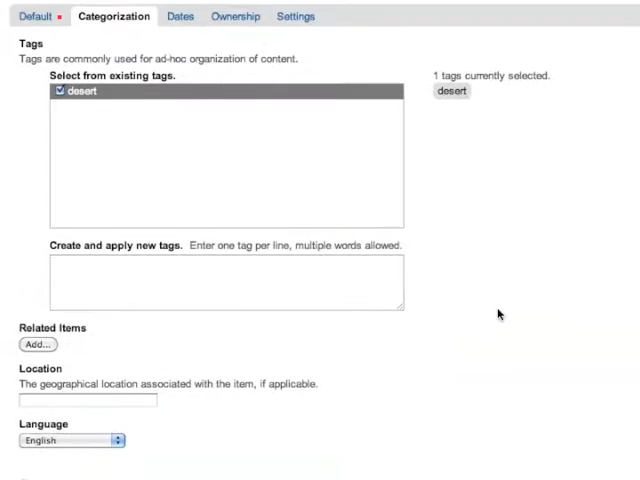 Default Categorization Dates Ownership Settings
Tags
Tags are commonly used for ad-hoc organization of content.
Select from existing tags. 1 tags currently selected.
desert desert
Create and apply new tags. Enter one tag per line, multiple words allowed.
Related Items
Add...
Location
The geographical location associated with the item, if applicable.
Language
English